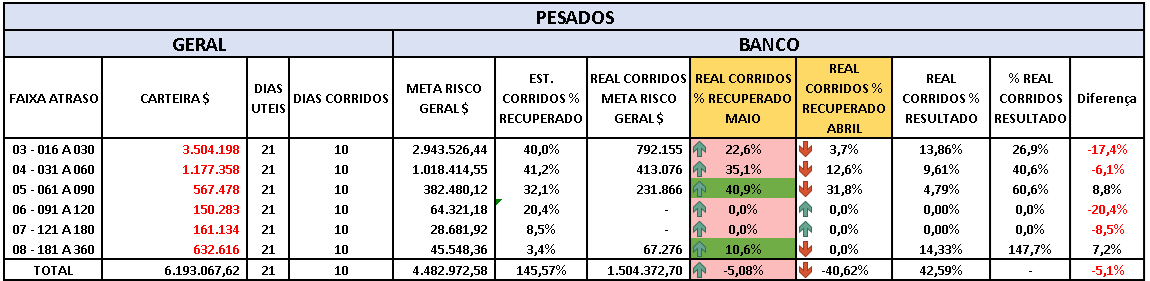 PESADOS
GERAL BANCO
FAIXA ATRASO CARTEIRA $ DIAS UTEIS DIAS CORRIDOS META RISCO GERAL $ EST. CORRIDOS % RECUPERADO REAL CORRIDOS META RISCO GERAL $ REAL CORRIDOS % RECUPERADO MAIO REAL CORRIDOS % RECUPERADO ABRIL REAL CORRIDOS % RESULTADO % REAL CORRIDOS RESULTADO Diferença
03 - 016 A 030 3.504.198 21 10 2.943.526,44 40,0% 792.155 22,6% 3,7% 13,86% 26,9% -17,4%
04 - 031 A 060 1.177.358 21 10 1.018.414,55 41,2% 413.076 35,1% 12,6% 9,61% 40,6% -6,1%
05 - 061 A 090 567.478 21 10 382.480,12 32,1% 231.866 40,9% 31,8% 4,79% 60,6% 8,8%
06 - 091 A 120 150.283 21 10 64.321,18 20,4% - 0,0% 0,0% 0,00% 0,0% -20,4%
07 - 121 A 180 161.134 21 10 28.681,92 8,5% - 0,0% 0,0% 0,00% 0,0% -8,5%
08 - 181 A 360 632.616 21 10 45.548,36 3,4% 67.276 10,6% 0,0% 14,33% 147,7% 7,2%
TOTAL 6.193.067,62 21 10 4.482.972,58 145,57% 1.504.372,70 -5,08% -40,62% 42,59% - -5,1%